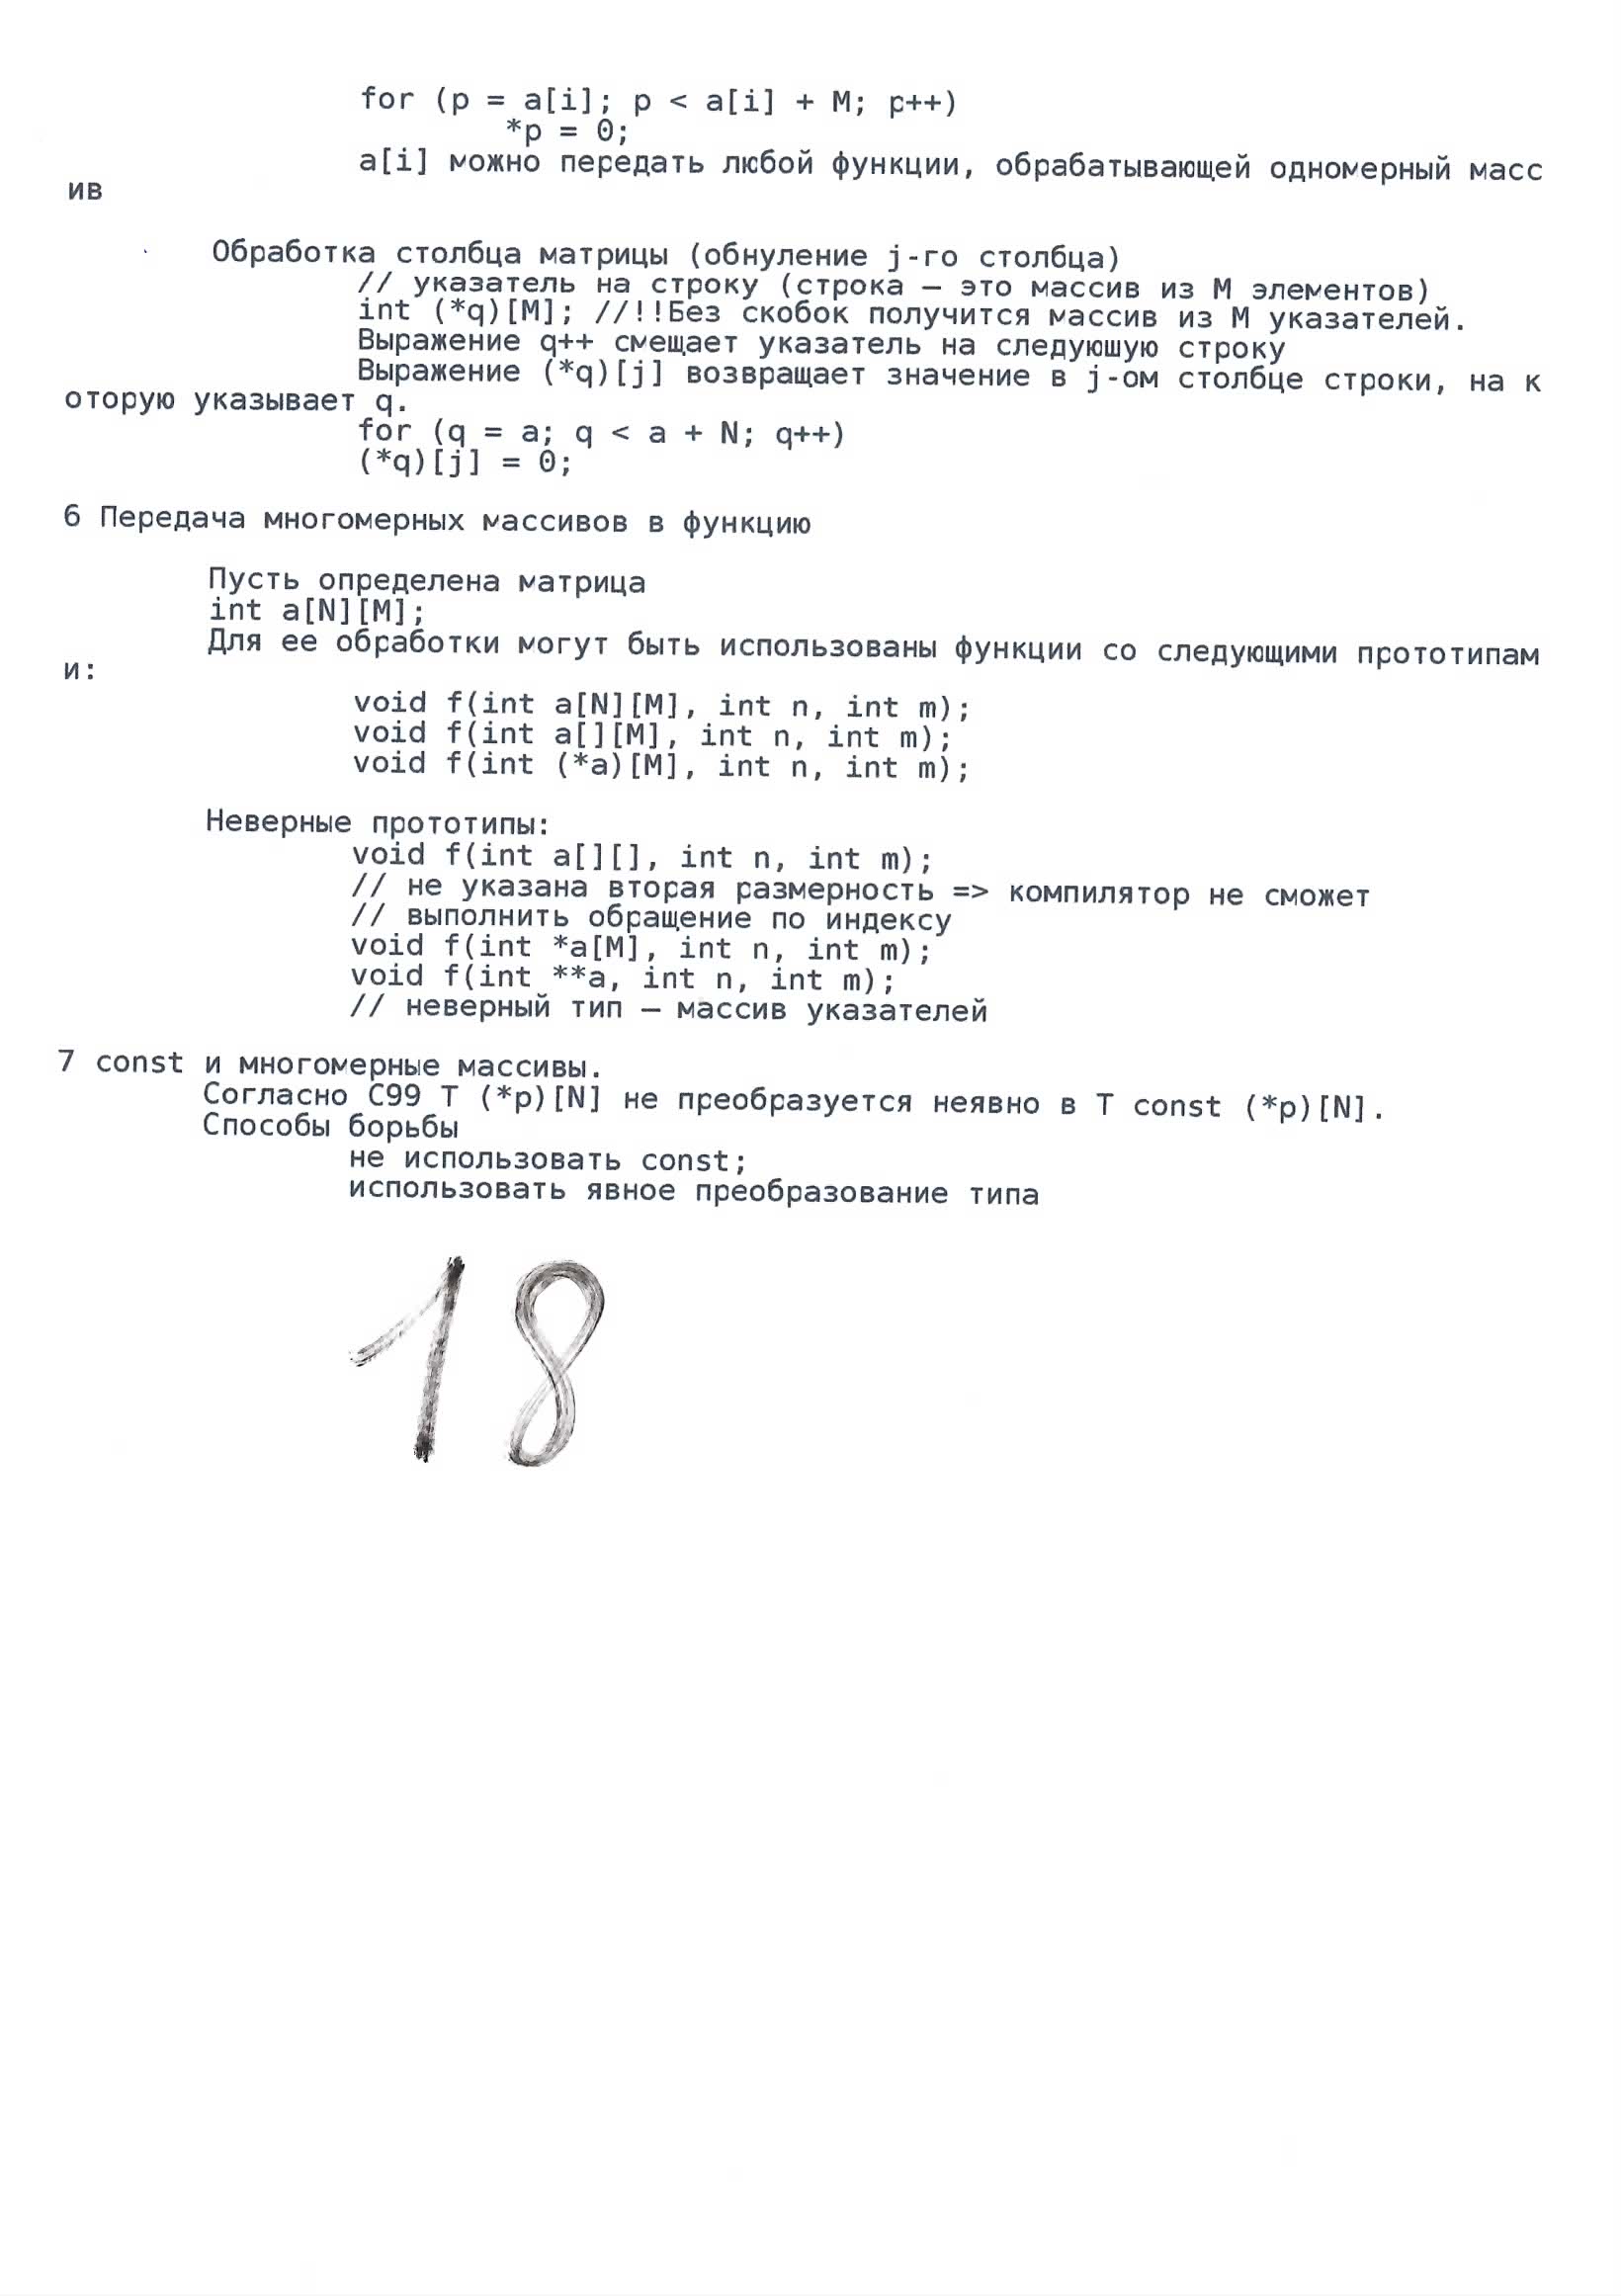 for (p = a[i]; p < a[i] + M; p++)
*p = 0;
a[i] можно передать любой функции, обрабатывающей одномерный масс
ив
Обработка столбца матрицы (обнуление j-го столбца)
// указатель на строку (строка – это массив из M элементов)
int (*q)[M]; //!!Без скобок получится массив из M указателей.
Выражение q++ смещает указатель на следуюшую строку
Выражение (*q)[j] возвращает значение в j-ом столбце строки, на к
оторую указывает q.
for (q = a; q < a + N; q++)
(*q)[j] = 0;
6 Передача многомерных массивов в функцию
Пусть определена матрица
int a[N][M];
Для ее обработки могут быть использованы функции со следующими прототипам
и:
void f(int a[N][M], int n, int m);
void f(int a[][M], int n, int m);
void f(int (*a)[M], int n, int m);
Неверные прототипы:
void f(int a[][], int n, int m);
// не указана вторая размерность => компилятор не сможет
// выполнить обращение по индексу
void f(int *a[M], int n, int m);
void f(int **a, int n, int m);
// неверный тип – массив указателей
7 const и многомерные массивы.
Согласно C99 T (*p)[N] не преобразуется неявно в T const (*p)[N].
Способы борьбы
не использовать const;
использовать явное преобразование типа
18